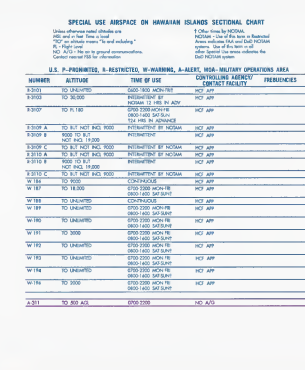 SPECIAL USE AIRSPACE ON HAWAIIAN ISLANDS SECTIONAL CHART
Unless otherwise noted altitudes are
MSL and in feet. Time is local.
"TO" an altitude means "To and including."
FL - Flight Level
NO A/G - No air to ground communications.
Contact nearest FSS for information.
† Other times by NOTAM.
NOTAM - Use of this term in Restricted
Areas indicates FAA and DoD NOTAM
systems. Use of this term in all
other Special Use areas indicates the
DoD NOTAM system.
U.S. P-PROHIBITED, R-RESTRICTED, W-WARNING, A-ALERT, MOA-MILITARY OPERATIONS AREA
NUMBER ALTITUDE TIME OF USE CONTROLLING AGENCY/ CONTACT FACILITY FREQUENCIES
R-3101 TO UNLIMITED 0600-1800 MON-FRI HCF APP
R-3103 TO 30,000 INTERMITTENT BY
NOTAM 12 HRS IN ADV HCF APP
R-3107 TO FL 180 0700-2200 MON-FRI
0800-1600 SAT-SUN
†24 HRS IN ADVANCE HCF APP
R-3109 A TO BUT NOT INCL 9000 INTERMITTENT BY NOTAM HCF APP
R-3109 B 9000 TO BUT
NOT INCL 19,000 INTERMITTENT HCF APP
R-3109 C TO BUT NOT INCL 9000 INTERMITTENT BY NOTAM HCF APP
R-3110 A TO BUT NOT INCL 9000 INTERMITTENT BY NOTAM HCF APP
R-3110 B 9000 TO BUT
NOT INCL 19,000 INTERMITTENT HCF APP
R-3110 C TO BUT NOT INCL 9000 INTERMITTENT BY NOTAM HCF APP
W-186 TO 9000 CONTINUOUS HCF APP
W-187 TO 18,000 0700-2200 MON-FRI
0800-1600 SAT-SUN† HCF APP
W-188 TO UNLIMITED CONTINUOUS HCF APP
W-189 TO UNLIMITED 0700-2200 MON-FRI
0800-1600 SAT-SUN† HCF APP
W-190 TO UNLIMITED 0700-2200 MON-FRI
0800-1600 SAT-SUN† HCF APP
W-191 TO 3000 0700-2200 MON-FRI
0800-1600 SAT-SUN† HCF APP
W-192 TO UNLIMITED 0700-2200 MON-FRI
0800-1600 SAT-SUN† HCF APP
W-193 TO UNLIMITED 0700-2200 MON-FRI
0800-1600 SAT-SUN† HCF APP
W-194 TO UNLIMITED 0700-2200 MON-FRI
0800-1600 SAT-SUN† HCF APP
W-196 TO 2000 0700-2200 MON-FRI
0800-1600 SAT-SUN† HCF APP
A-311 TO 500 AGL 0700-2200 NO A/G